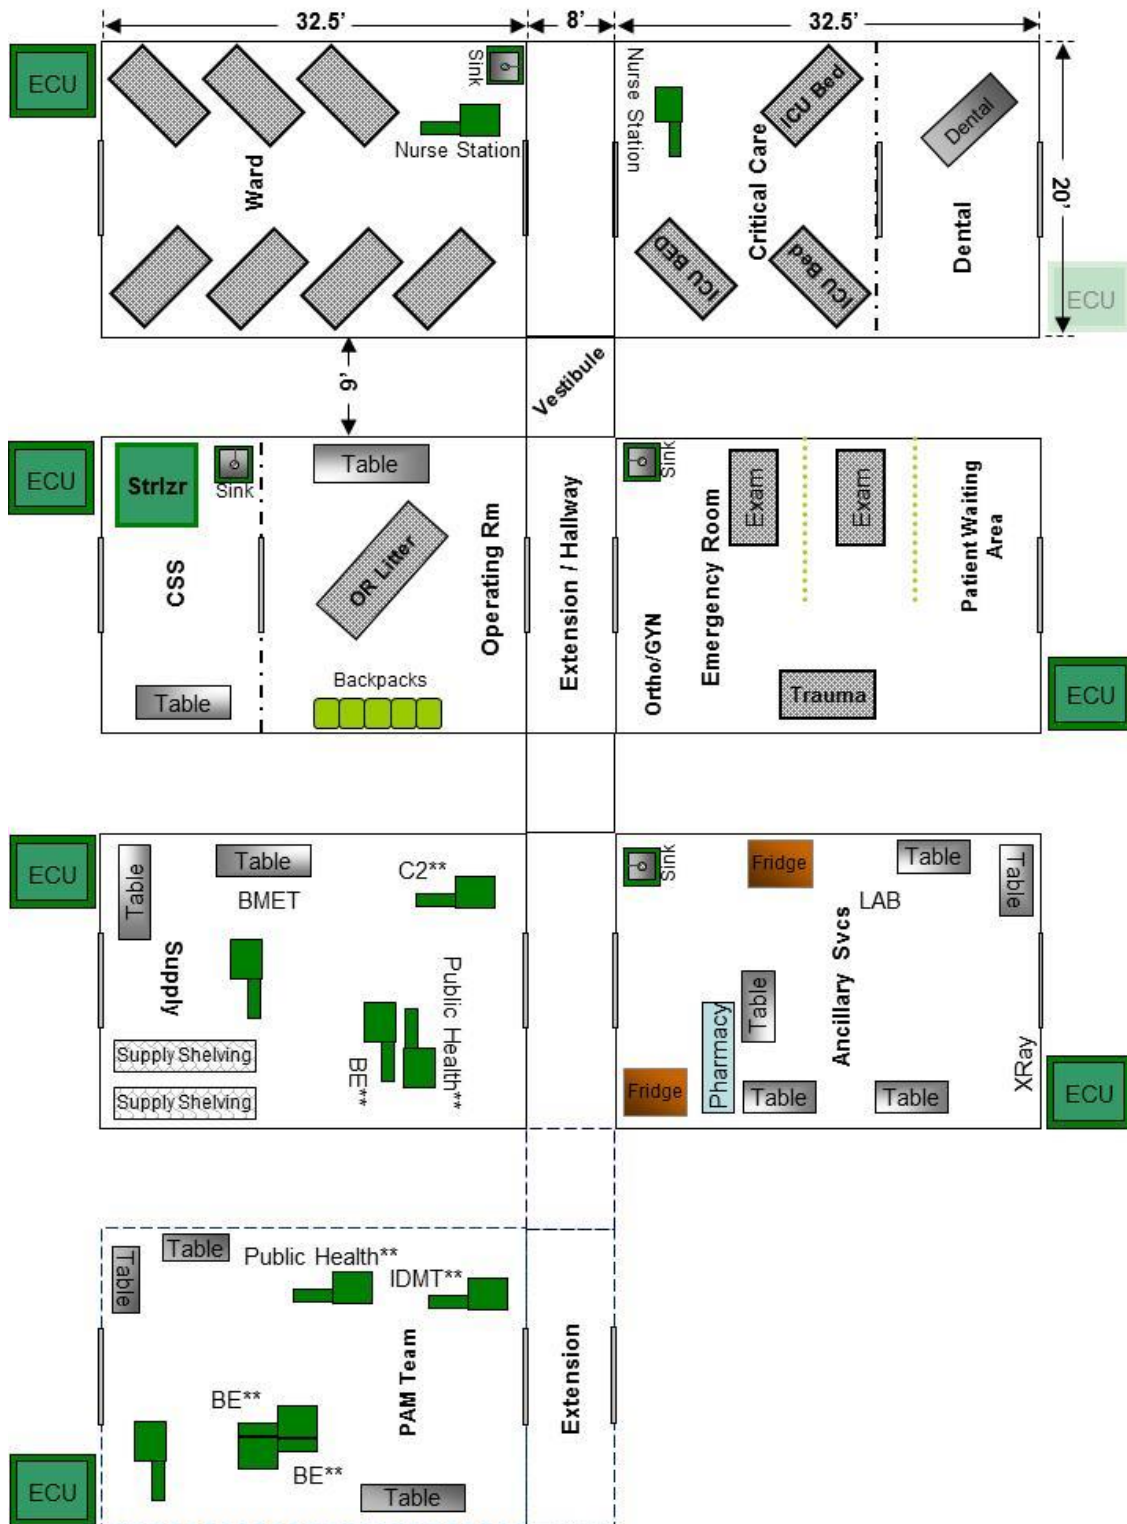 32.5’
8’
32.5’
ECU
Sink
Nurse Station
Ward
Nurse Station
ICU Bed
Critical Care
ICU BED
ICU Bed
Dental
Dental
20’
ECU
9’
Vestibule
ECU
Strlzr
Sink
CSS
Table
Table
OR Litter
Operating Rm
Backpacks
Extension / Hallway
Sink
Ortho/GYN
Emergency Room
Exam
Exam
Trauma
Patient Waiting
Area
ECU
ECU
Table
Table
BMET
C2**
Supply
Public Health**
BE**
Supply Shelving
Supply Shelving
Sink
Fridge
Table
Table
LAB
Ancillary Svcs
Table
Pharmacy
Fridge
Table
Table
XRay
ECU
Table
Table
Public Health**
IDMT**
PAM Team
BE**
BE**
Table
Extension
ECU